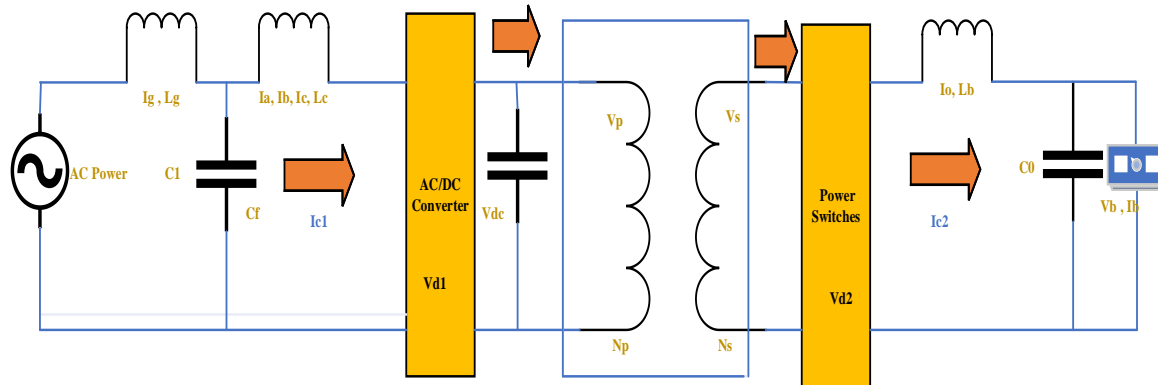 Ig , Lg
Ia, Ib, Ic, Lc
Io, Lb
Vp
Vs
AC Power
C1
AC/DC
Converter
Power
Switches
C0
Cf
Ic1
Vdc
Ic2
Vb , Ib
Vd1
Vd2
Np
Ns